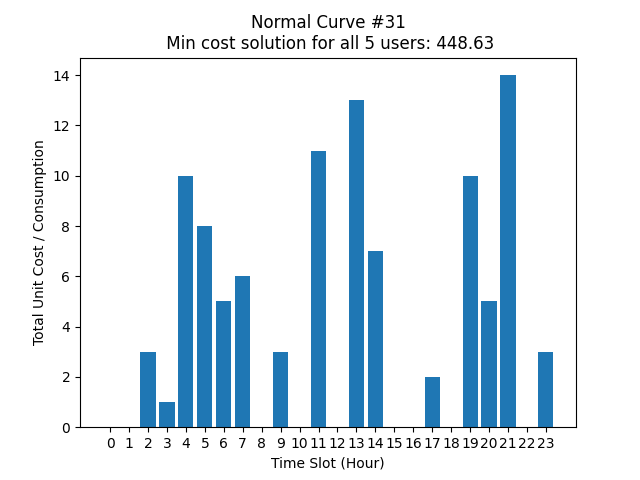 Normal Curve #31
Min cost solution for all 5 users: 448.63
Total Unit Cost / Consumption
14
12
10
8
6
4
2
0
0 1 2 3 4 5 6 7 8 9 10 11 12 13 14 15 16 17 18 19 20 21 22 23
Time Slot (Hour)